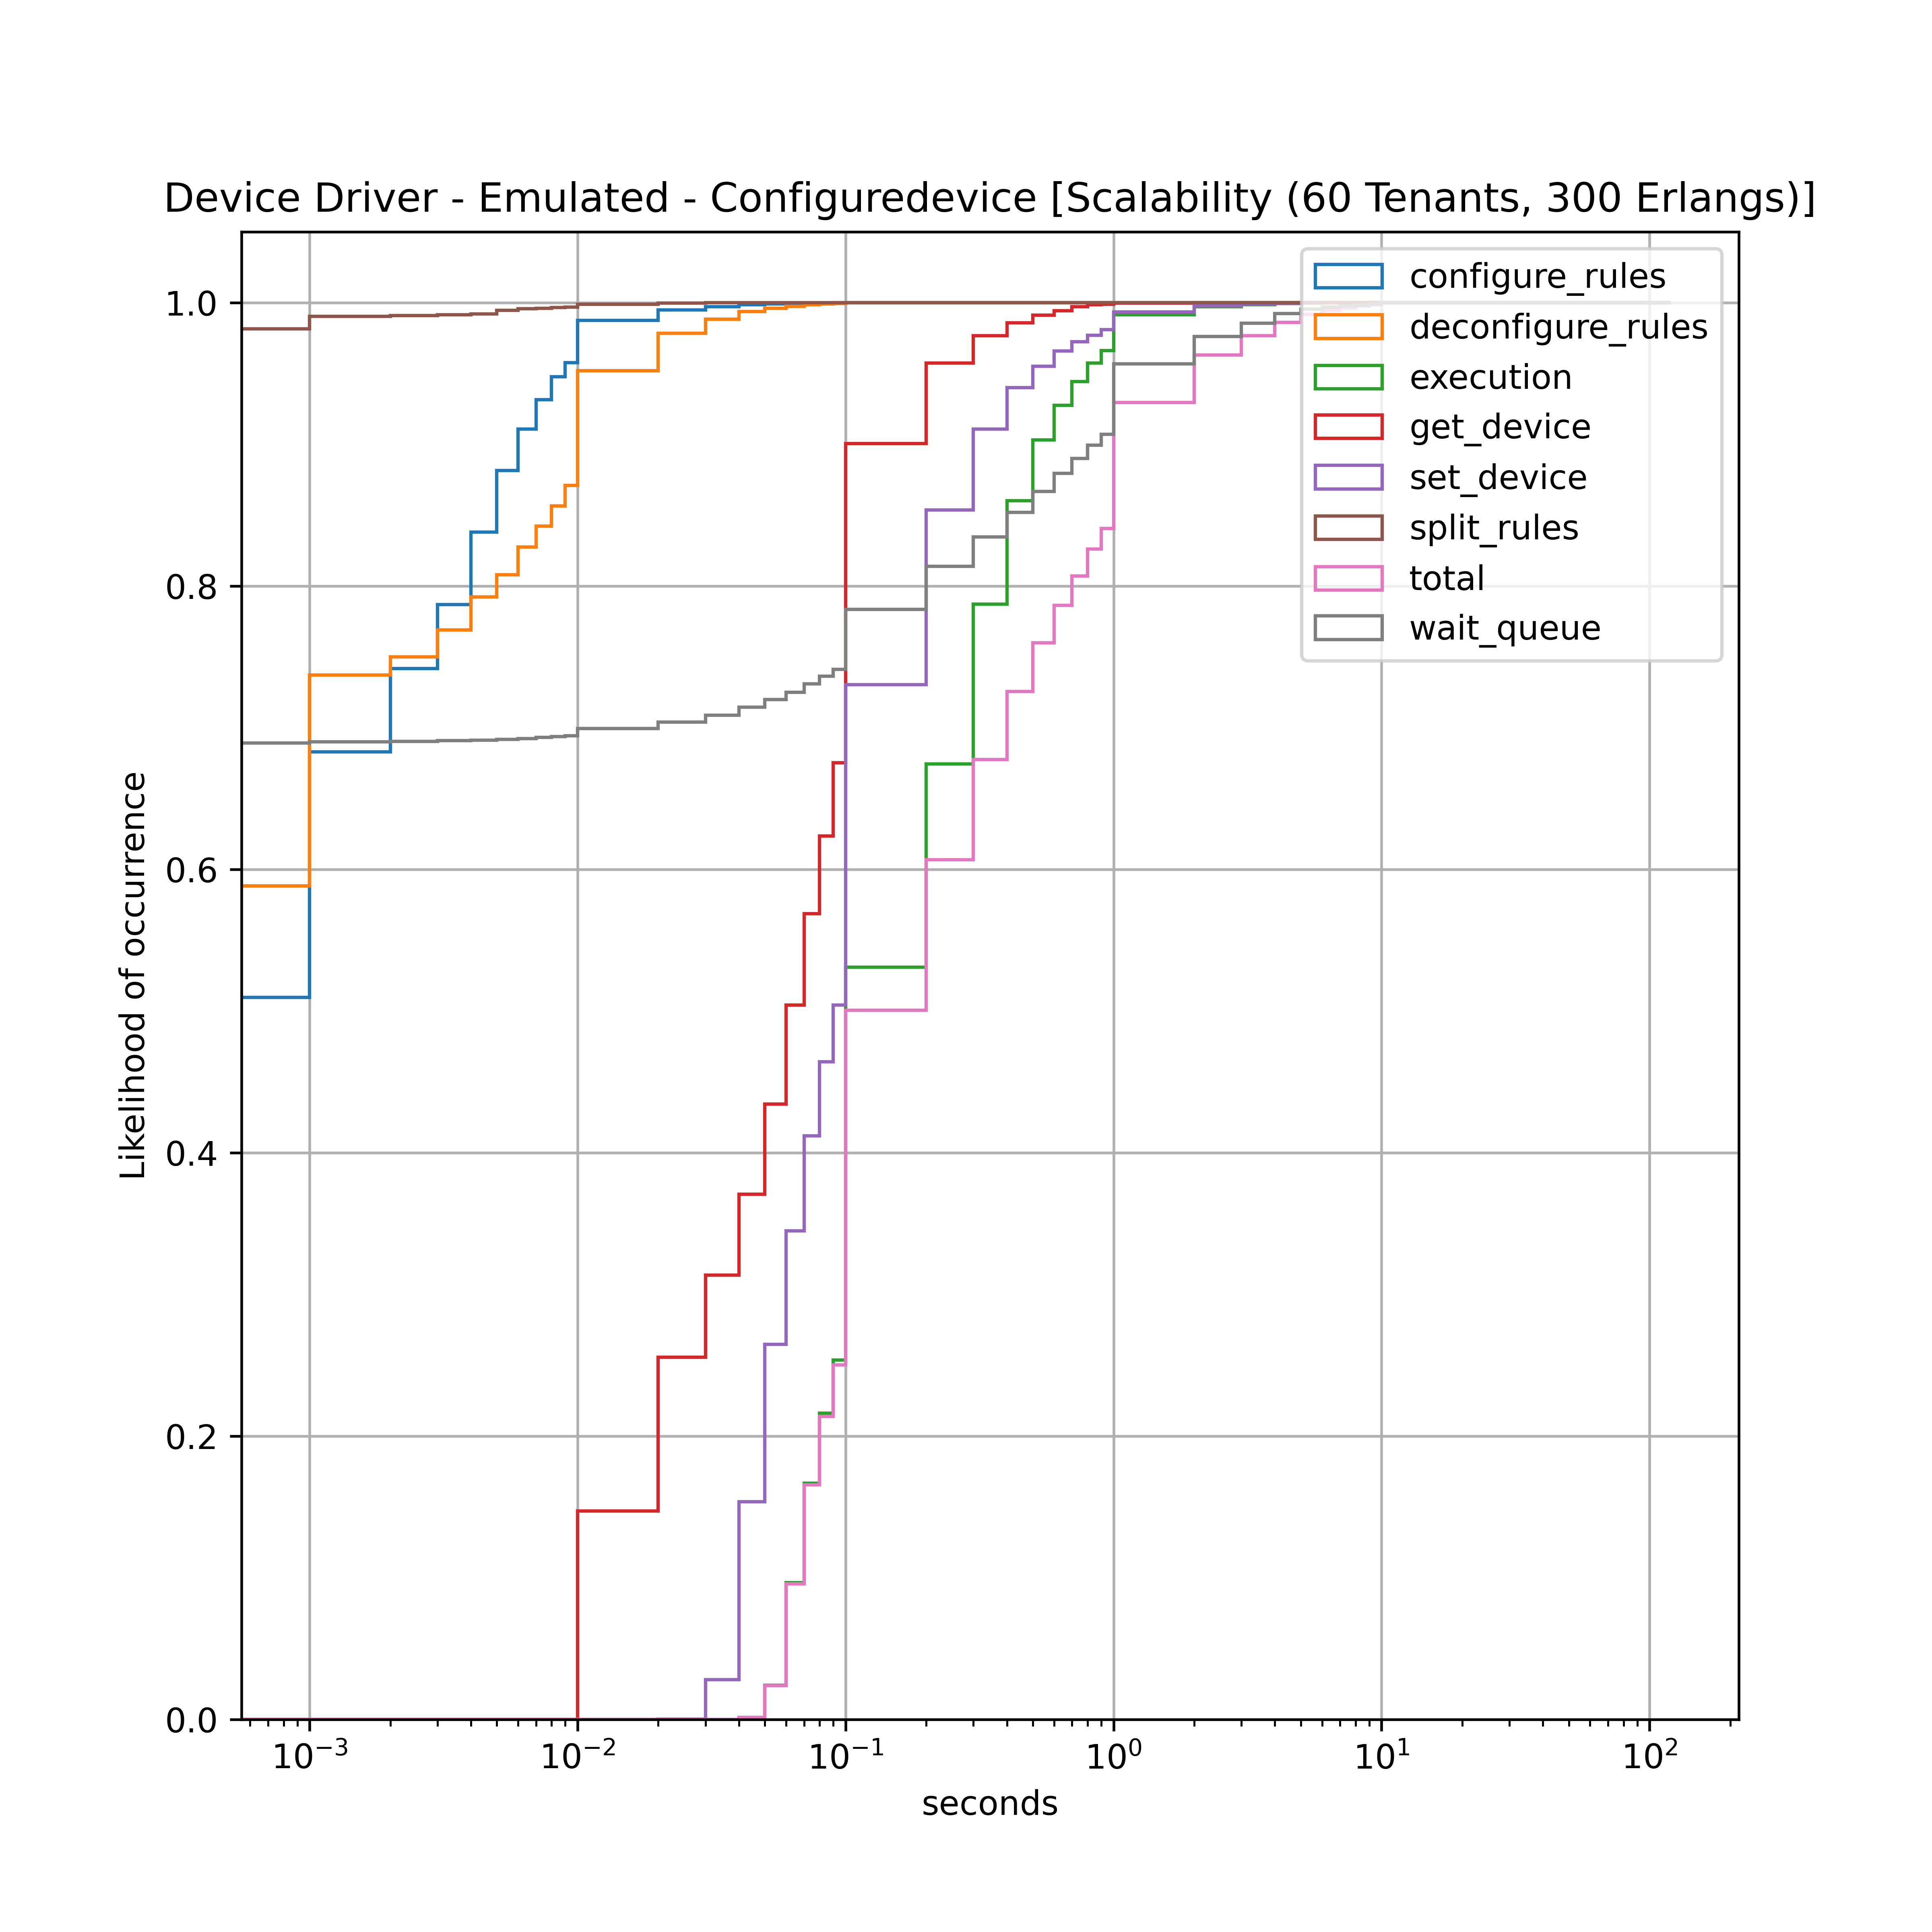 Device Driver - Emulated - Configuredevice [Scalability (60 Tenants, 300 Erlangs)]
configure_rules
deconfigure_rules
execution
get_device
set_device
split_rules
total
wait_queue
Likelihood of occurrence
1.0
0.8
0.6
0.4
0.2
0.0
10⁻³ 10⁻² 10⁻¹ 10⁰ 10¹ 10²
seconds